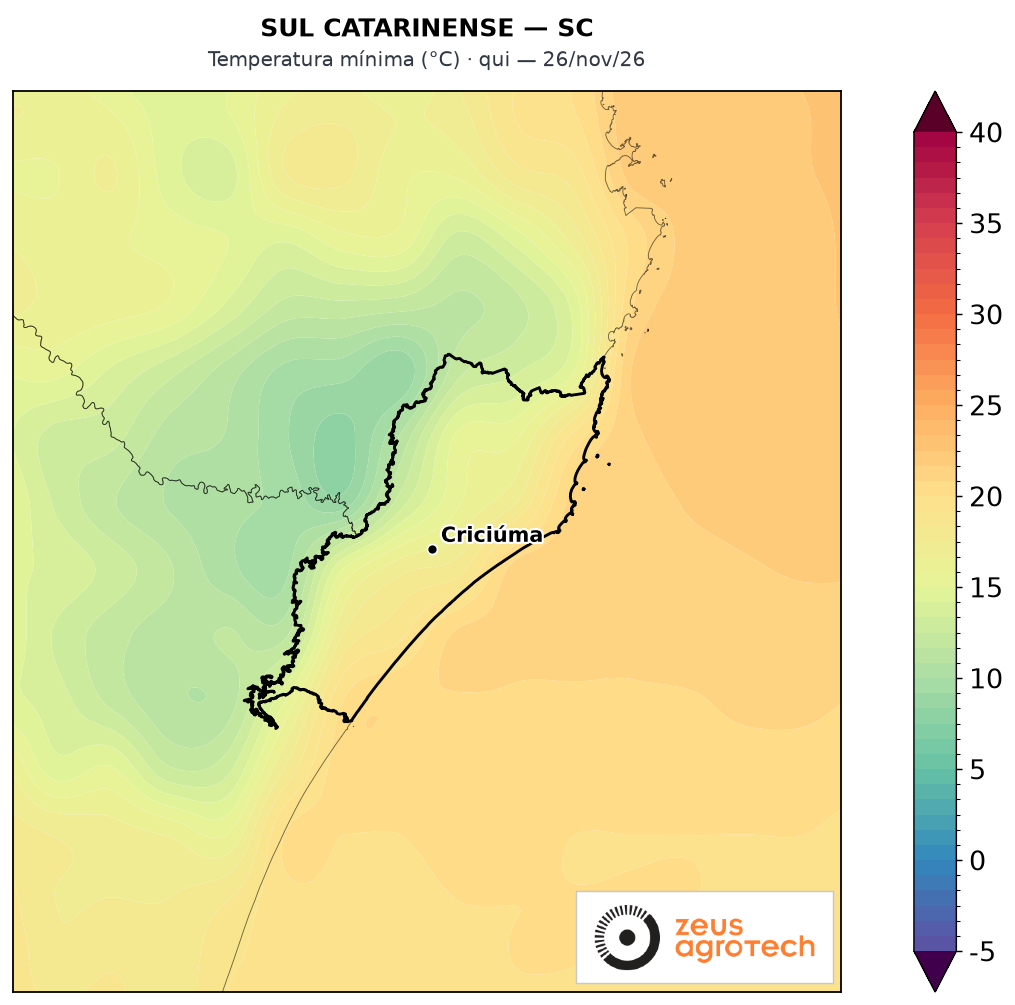 SUL CATARINENSE — SC
Temperatura mínima (°C) · qui — 26/nov/26
40
35
30
25
20
15
10
5
0
-5
Criciúma
zeus
agrotech